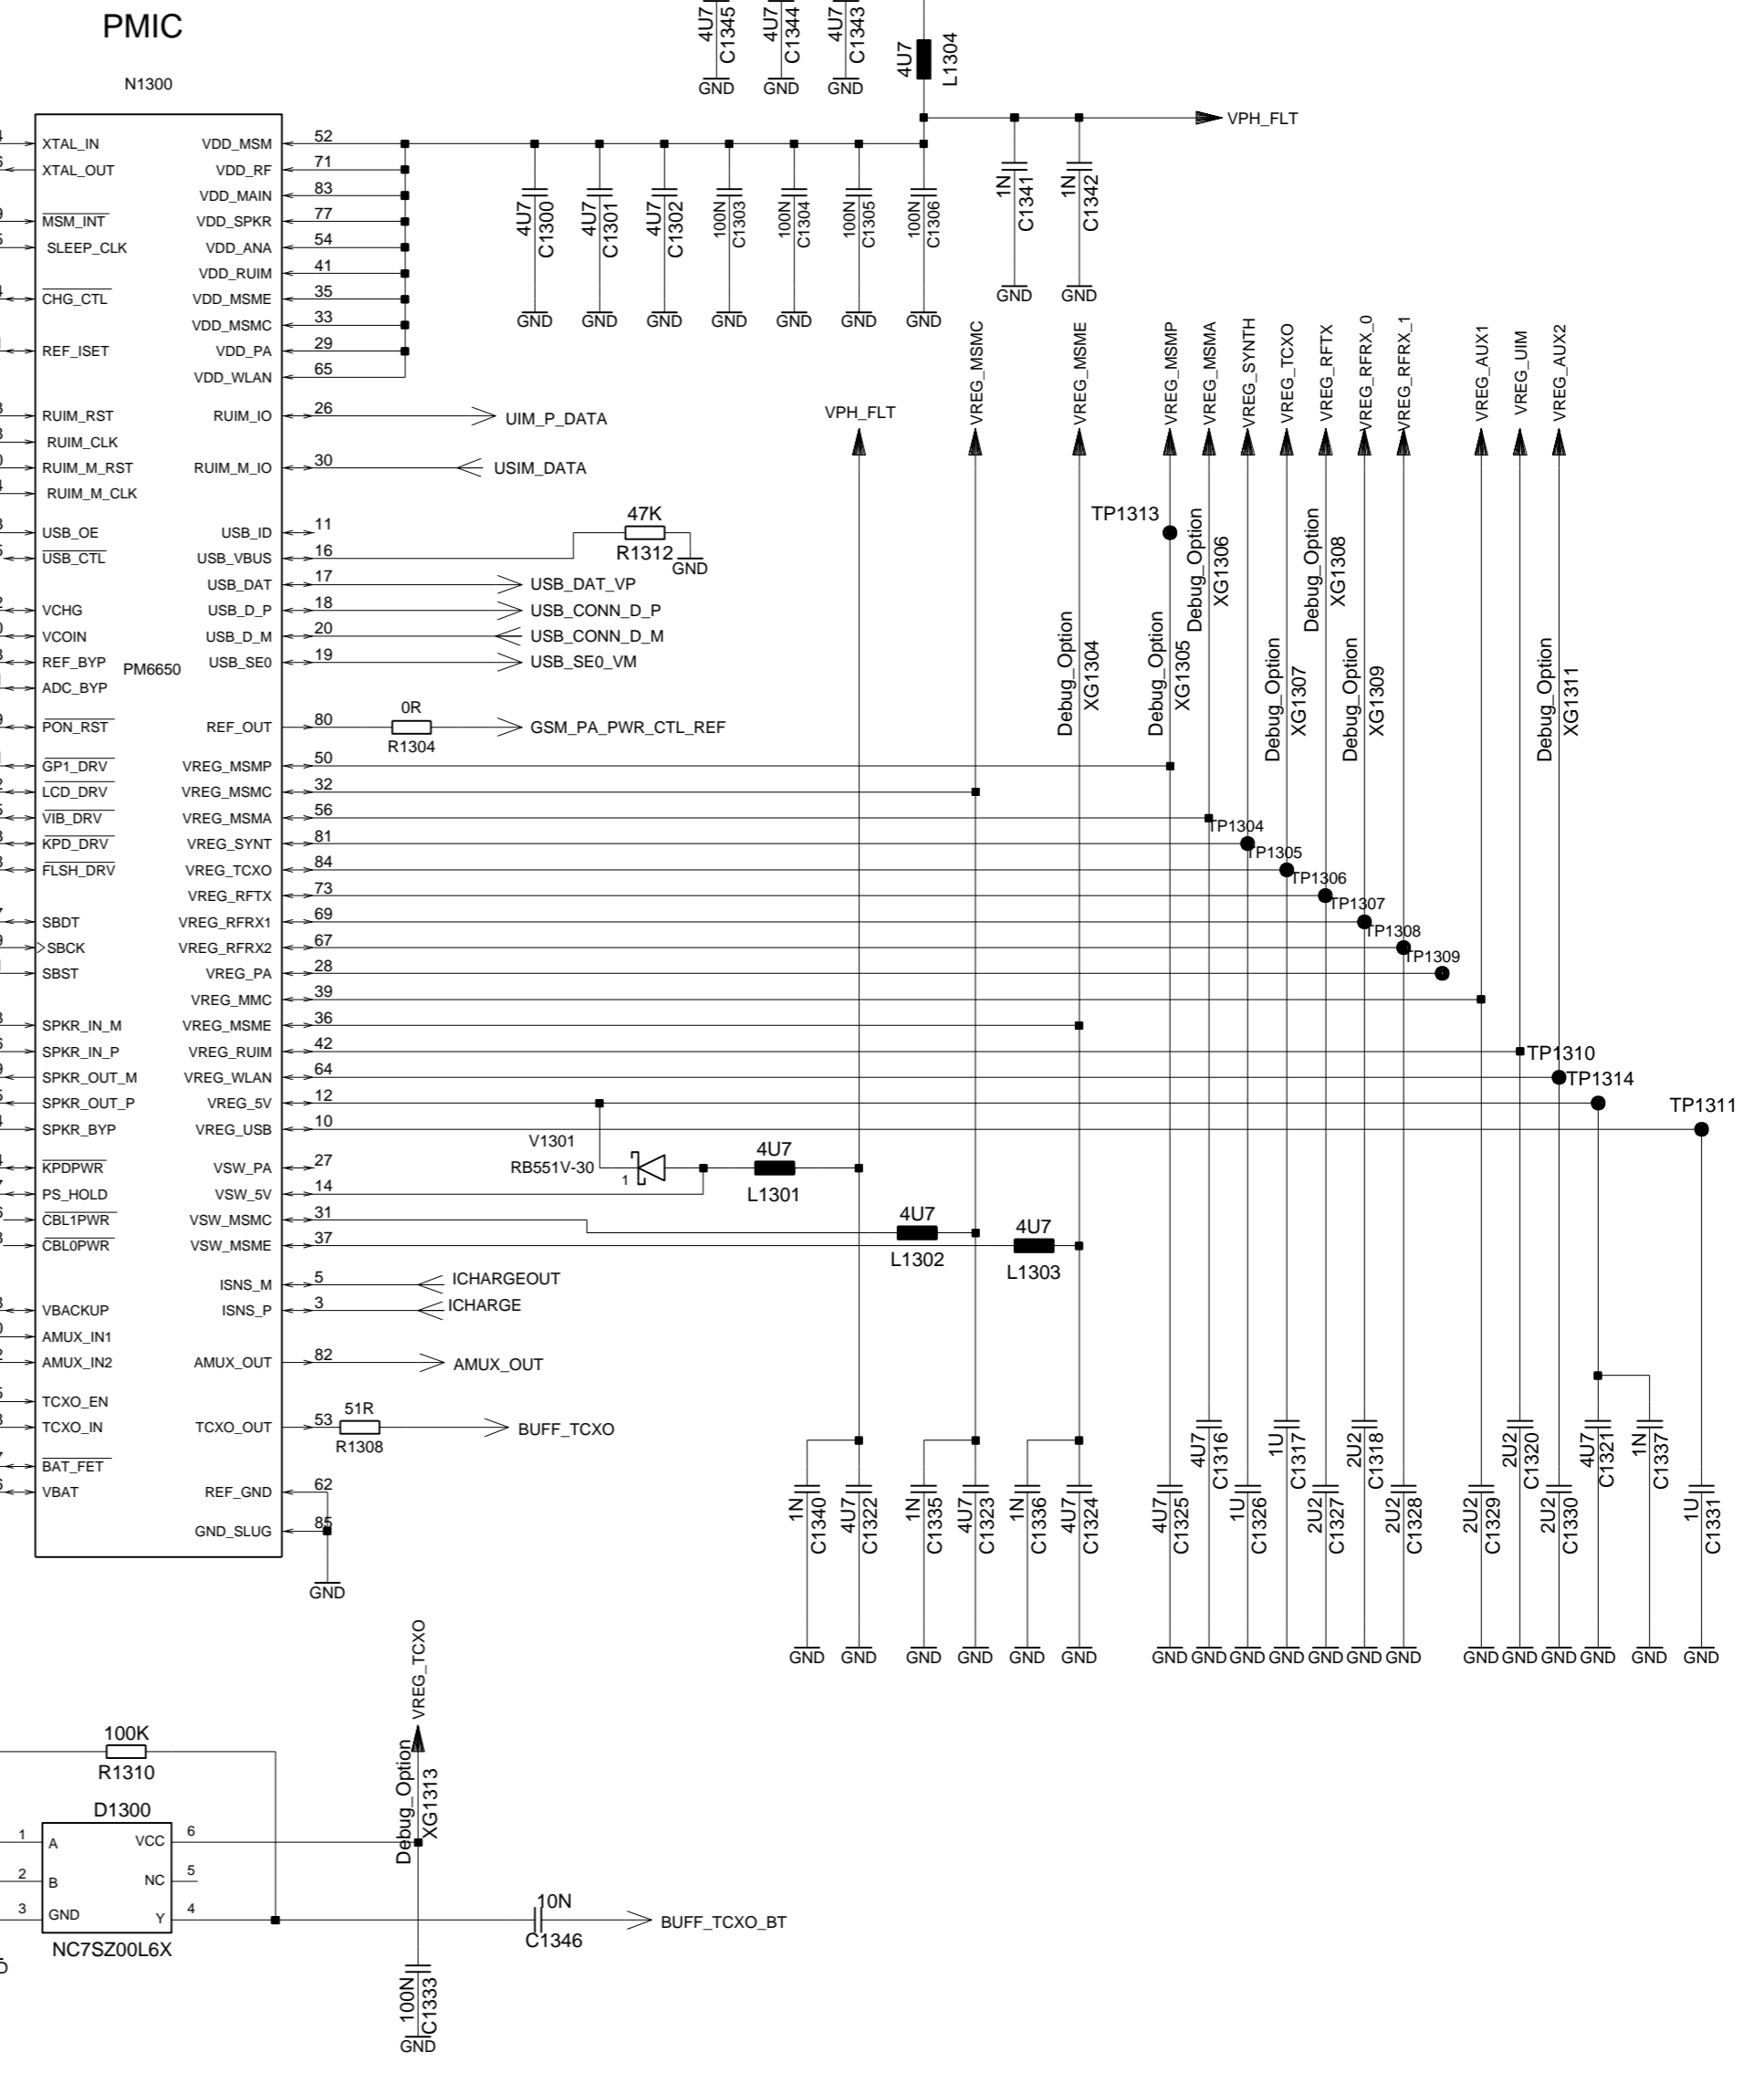 PMIC
N1300
4U7
C1345
GND
4U7
C1344
GND
4U7
C1343
GND
4U7
L1304
VPH_FLT
1N
C1341
GND
1N
C1342
GND
XTAL_IN
XTAL_OUT
MSM_INT
SLEEP_CLK
CHG_CTL
REF_ISET
RUIM_RST
RUIM_CLK
RUIM_M_RST
RUIM_M_CLK
USB_OE
USB_CTL
VCHG
VCOIN
REF_BYP
ADC_BYP
PON_RST
GP1_DRV
LCD_DRV
VIB_DRV
KPD_DRV
FLSH_DRV
SBDT
SBCK
SBST
SPKR_IN_M
SPKR_IN_P
SPKR_OUT_M
SPKR_OUT_P
SPKR_BYP
KPDPWR
PS_HOLD
CBL1PWR
CBL0PWR
VBACKUP
AMUX_IN1
AMUX_IN2
TCXO_EN
TCXO_IN
BAT_FET
VBAT
PM6650
VDD_MSM 52
VDD_RF 71
VDD_MAIN 83
VDD_SPKR 77
VDD_ANA 54
VDD_RUIM 41
VDD_MSME 35
VDD_MSMC 33
VDD_PA 29
VDD_WLAN 65
RUIM_IO 26 UIM_P_DATA
RUIM_M_IO 30 USIM_DATA
USB_ID 11
USB_VBUS 16
47K
R1312
GND
USB_DAT 17 USB_DAT_VP
USB_D_P 18 USB_CONN_D_P
USB_D_M 20 USB_CONN_D_M
USB_SE0 19 USB_SE0_VM
REF_OUT 80
0R
R1304
GSM_PA_PWR_CTL_REF
VREG_MSMP 50
VREG_MSMC 32
VREG_MSMA 56
VREG_SYNT 81
VREG_TCXO 84
VREG_RFTX 73
VREG_RFRX1 69
VREG_RFRX2 67
VREG_PA 28
VREG_MMC 39
VREG_MSME 36
VREG_RUIM 42
VREG_WLAN 64
VREG_5V 12
VREG_USB 10
VSW_PA 27
VSW_5V 14
VSW_MSMC 31
VSW_MSME 37
ISNS_M 5 ICHARGEOUT
ISNS_P 3 ICHARGE
AMUX_OUT 82 AMUX_OUT
TCXO_OUT 53
51R
R1308
BUFF_TCXO
REF_GND 62
GND_SLUG 85
GND
4U7
C1300
GND
4U7
C1301
GND
4U7
C1302
GND
100N
C1303
GND
100N
C1304
GND
100N
C1305
GND
100N
C1306
GND
VPH_FLT
VREG_MSMC
VREG_MSME
VREG_MSMP
VREG_MSMA
VREG_SYNTH
VREG_TCXO
VREG_RFTX
VREG_RFRX_0
VREG_RFRX_1
VREG_AUX1
VREG_UIM
VREG_AUX2
TP1313
Debug_Option
XG1304
Debug_Option
XG1305
Debug_Option
XG1306
Debug_Option
XG1307
Debug_Option
XG1308
Debug_Option
XG1309
Debug_Option
XG1311
TP1304
TP1305
TP1306
TP1307
TP1308
TP1309
TP1310
TP1314
TP1311
V1301
RB551V-30
1
4U7
L1301
4U7
L1302
4U7
L1303
1N
C1340
GND
4U7
C1322
GND
1N
C1335
GND
4U7
C1323
GND
1N
C1336
GND
4U7
C1324
GND
4U7
C1325
GND
4U7
C1316
GND
1U
C1326
GND
1U
C1317
GND
2U2
C1327
GND
2U2
C1318
GND
2U2
C1328
GND
2U2
C1329
GND
2U2
C1320
GND
2U2
C1330
GND
4U7
C1321
GND
1N
C1337
GND
1U
C1331
GND
VREG_TCXO
Debug_Option
XG1313
100K
R1310
D1300
1 A VCC 6
2 B NC 5
3 GND Y 4
NC7SZ00L6X
10N
C1346
BUFF_TCXO_BT
100N
C1333
GND